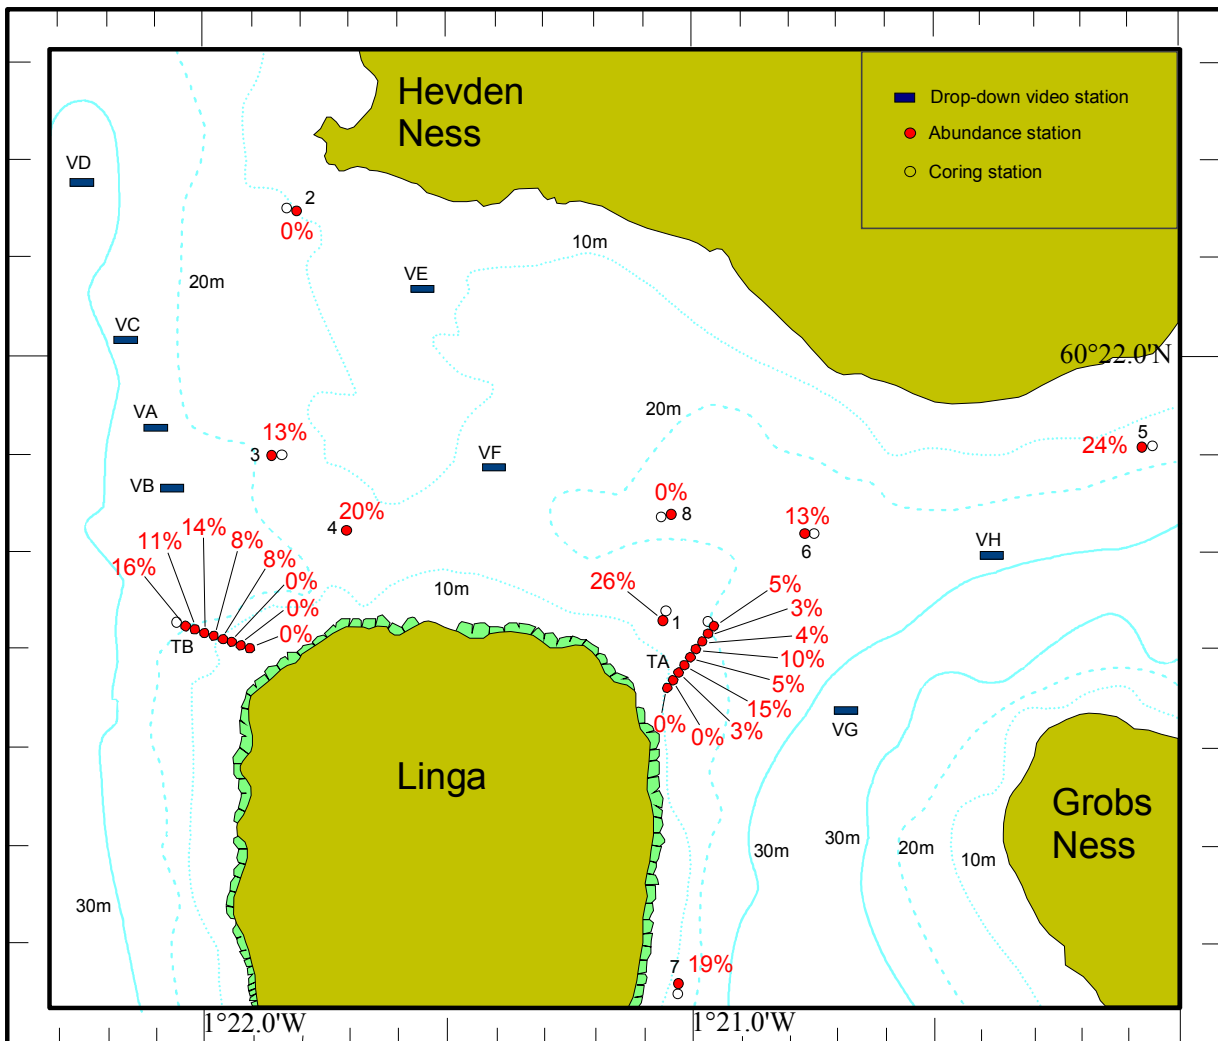 Hevden
Ness
Drop-down video station
Abundance station
Coring station
VD
2
0%
10m
20m
VE
VC
60°22.0'N
VA
13%
3
20m
5
24%
VF
VB
0%
8
20%
4
13%
6
VH
14%
11%
8%
16%
8%
0%
0%
0%
TB
10m
26%
1
5%
3%
4%
10%
5%
15%
3%
0%
0%
TA
VG
Linga
Grobs
Ness
30m
30m
20m
10m
30m
7
19%
1°22.0'W
1°21.0'W